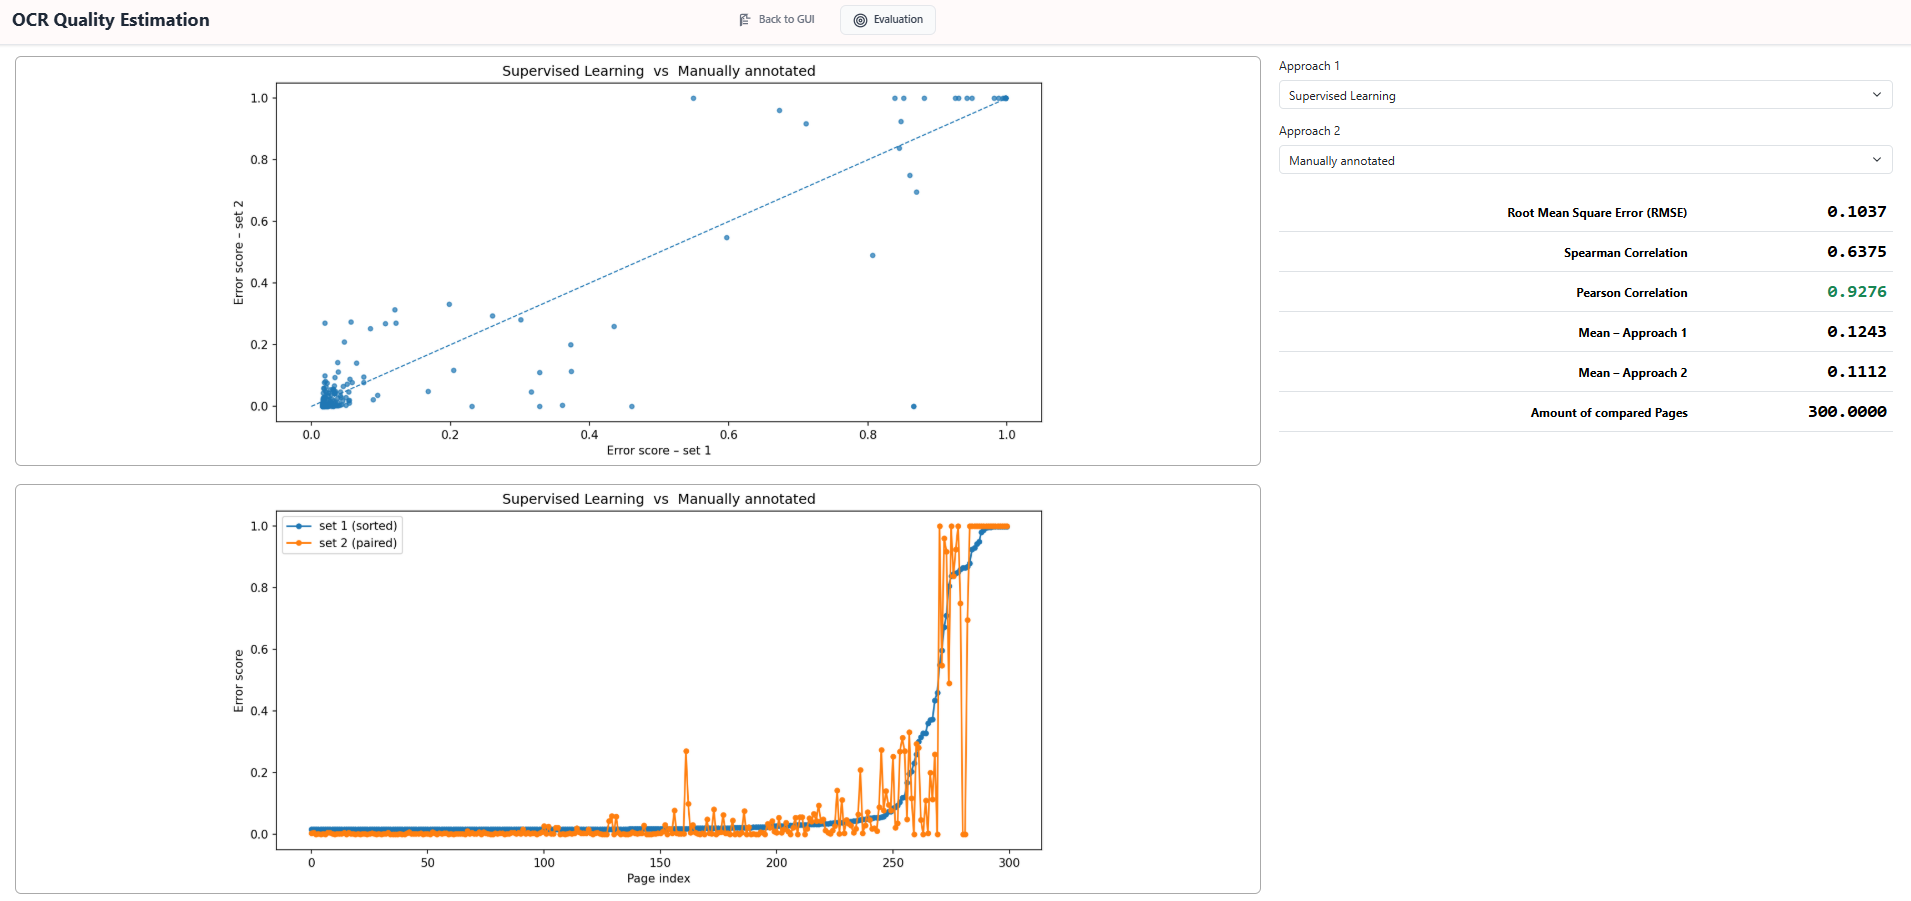 OCR Quality Estimation
Back to GUI
Evaluation
Supervised Learning vs Manually annotated
1.0
0.8
0.6
0.4
0.2
0.0
Error score – set 2
0.0 0.2 0.4 0.6 0.8 1.0
Error score – set 1
Supervised Learning vs Manually annotated
set 1 (sorted)
set 2 (paired)
1.0
0.8
0.6
0.4
0.2
0.0
Error score
0 50 100 150 200 250 300
Page index
Approach 1
Supervised Learning
Approach 2
Manually annotated
Root Mean Square Error (RMSE) 0.1037
Spearman Correlation 0.6375
Pearson Correlation 0.9276
Mean – Approach 1 0.1243
Mean – Approach 2 0.1112
Amount of compared Pages 300.0000